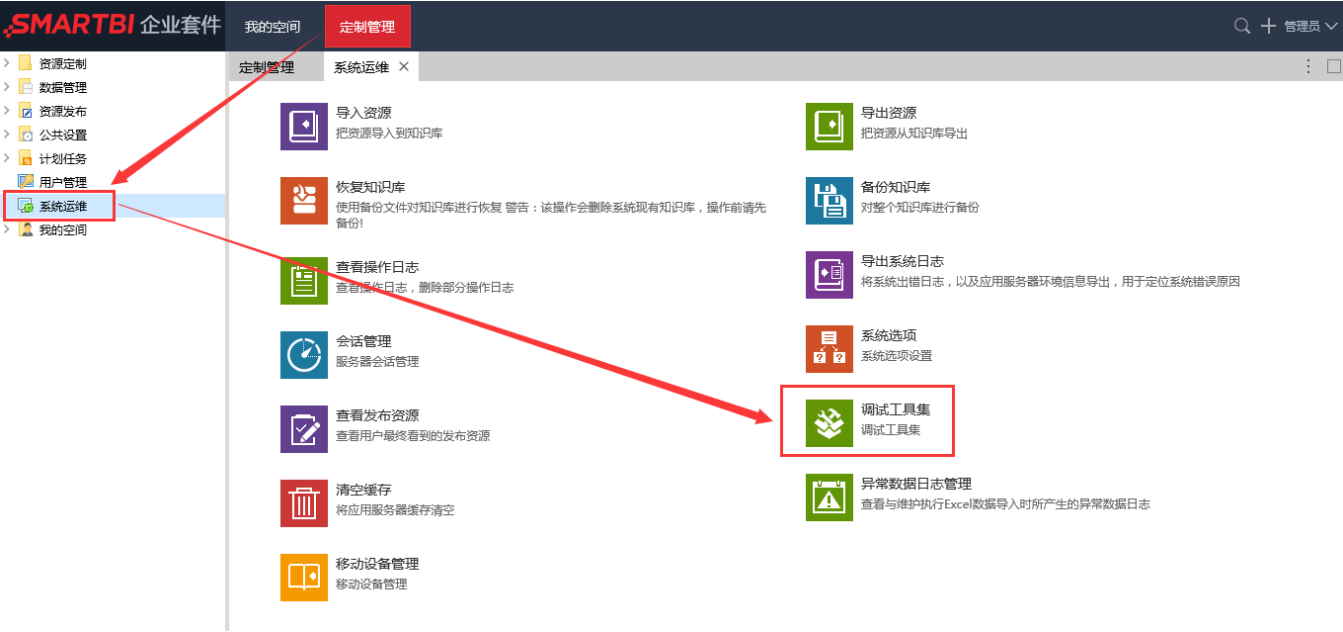 SMARTBI 企业套件 我的空间 定制管理 管理员
资源定制
数据管理
资源发布
公共设置
计划任务
用户管理
系统运维
我的空间
定制管理 系统运维
导入资源
把资源导入到知识库
导出资源
把资源从知识库导出
恢复知识库
使用备份文件对知识库进行恢复 警告：该操作会删除系统现有知识库，操作前请先
备份!
备份知识库
对整个知识库进行备份
查看操作日志
查看操作日志，删除部分操作日志
导出系统日志
将系统出错日志，以及应用服务器环境信息导出，用于定位系统错误原因
会话管理
服务器会话管理
系统选项
系统选项设置
查看发布资源
查看用户最终看到的发布资源
调试工具集
调试工具集
清空缓存
将应用服务器缓存清空
异常数据日志管理
查看与维护执行Excel数据导入时所产生的异常数据日志
移动设备管理
移动设备管理